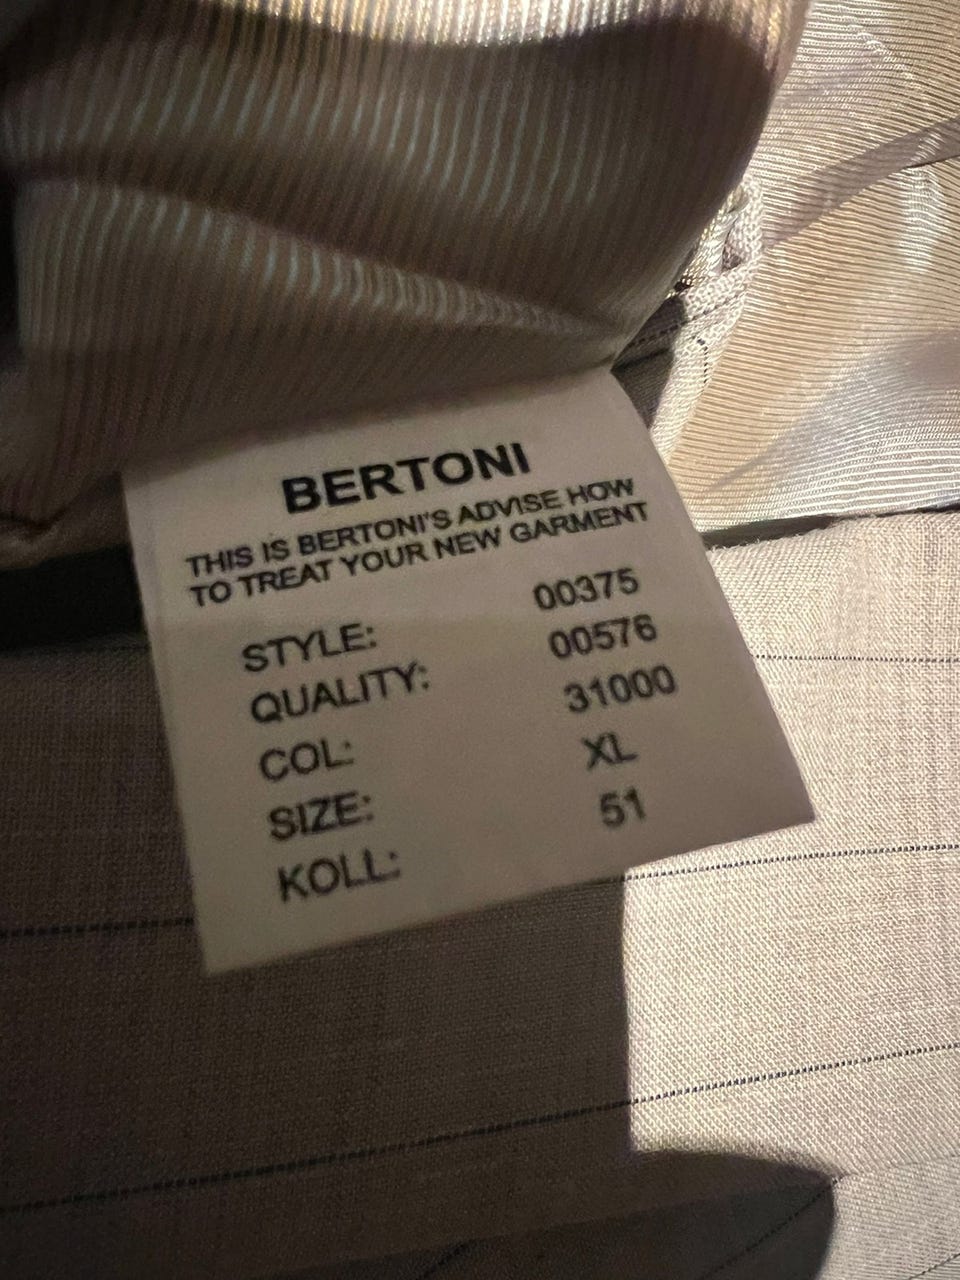 BERTONI
THIS IS BERTONI'S ADVISE HOW
TO TREAT YOUR NEW GARMENT
STYLE: 00375
QUALITY: 00576
COL: 31000
SIZE: XL
KOLL: 51